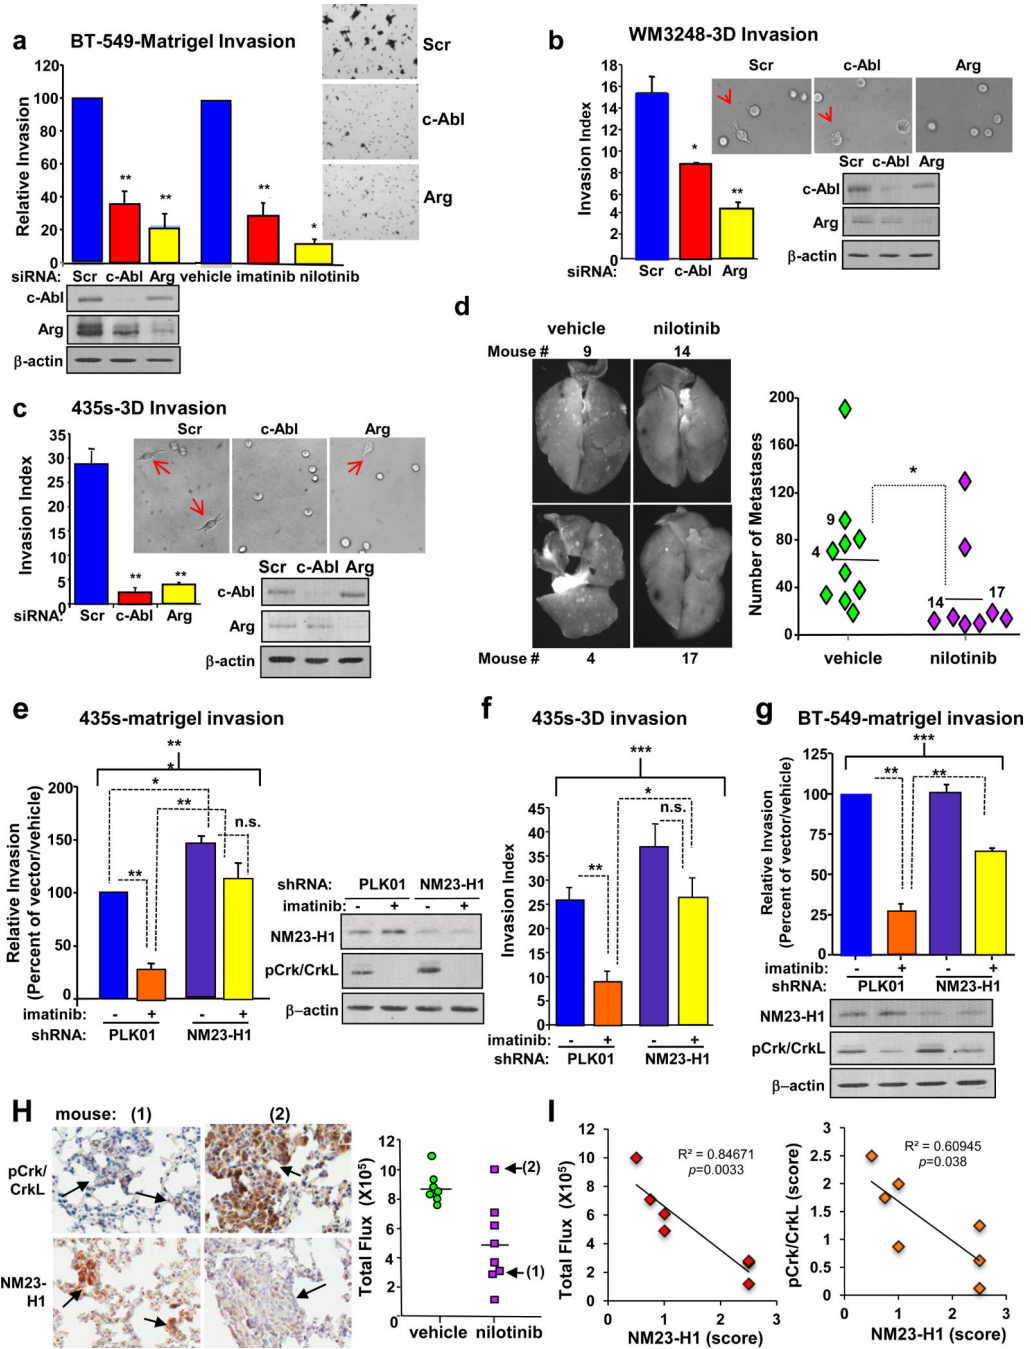 a
BT-549-Matrigel Invasion
Relative Invasion
120
100
80
60
40
20
0
**
**
**
*
siRNA: Scr c-Abl Arg vehicle imatinib nilotinib
c-Abl
Arg
β-actin
Scr
c-Abl
Arg
b
WM3248-3D Invasion
Invasion Index
18
16
14
12
10
8
6
4
2
0
*
**
siRNA: Scr c-Abl Arg
Scr c-Abl Arg
Scr c-Abl Arg
c-Abl
Arg
β-actin
c
435s-3D Invasion
Invasion Index
35
30
25
20
15
10
5
0
**
**
siRNA: Scr c-Abl Arg
Scr c-Abl Arg
Scr c-Abl Arg
c-Abl
Arg
β-actin
d
vehicle nilotinib
Mouse # 9 14
Mouse # 4 17
Number of Metastases
200
160
120
80
40
0
9
4
*
14
17
vehicle nilotinib
e
435s-matrigel invasion
Relative Invasion
(Percent of vector/vehicle)
200
150
100
50
0
**
*
*
**
**
n.s.
imatinib: - + - +
shRNA: PLK01 NM23-H1
shRNA: PLK01 NM23-H1
imatinib: - + - +
NM23-H1
pCrk/CrkL
β-actin
f
435s-3D invasion
Invasion Index
45
40
35
30
25
20
15
10
5
0
***
*
**
n.s.
imatinib: - + - +
shRNA: PLK01 NM23-H1
g
BT-549-matrigel invasion
Relative Invasion
(Percent of vector/vehicle)
125
100
75
50
25
0
***
**
**
imatinib: - + - +
shRNA: PLK01 NM23-H1
NM23-H1
pCrk/CrkL
β-actin
H
mouse: (1) (2)
pCrk/
CrkL
NM23-
H1
Total Flux (X10⁵)
12
10
8
6
4
2
0
(2)
(1)
vehicle nilotinib
I
Total Flux (X10⁵)
10
8
6
4
2
0
R² = 0.84671
p=0.0033
0 1 2 3
NM23-H1 (score)
pCrk/CrkL (score)
3
2.5
2
1.5
1
0.5
0
R² = 0.60945
p=0.038
0 1 2 3
NM23-H1 (score)